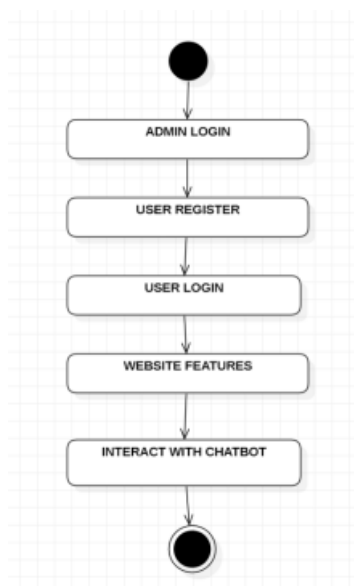 ADMIN LOGIN
USER REGISTER
USER LOGIN
WEBSITE FEATURES
INTERACT WITH CHATBOT